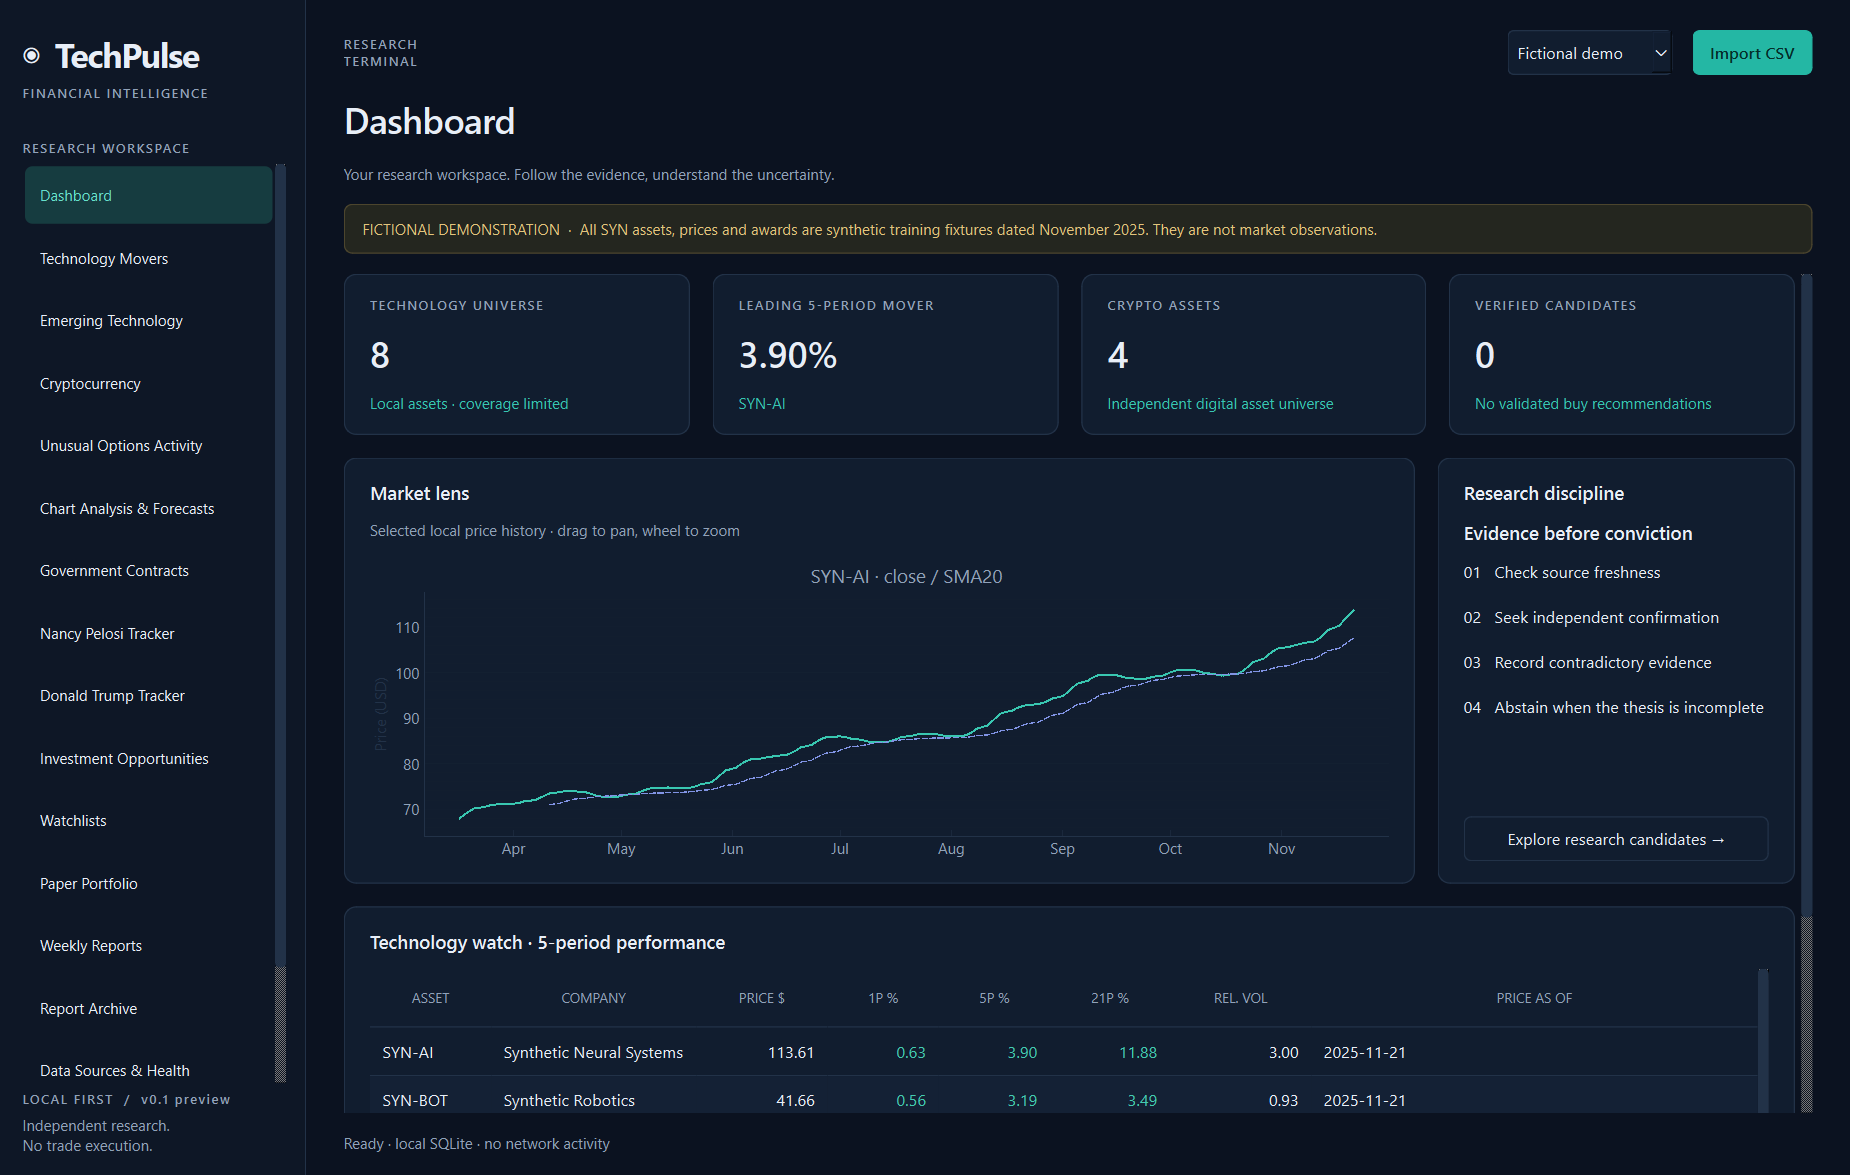 TechPulse
FINANCIAL INTELLIGENCE
RESEARCH WORKSPACE
Dashboard
Technology Movers
Emerging Technology
Cryptocurrency
Unusual Options Activity
Chart Analysis & Forecasts
Government Contracts
Nancy Pelosi Tracker
Donald Trump Tracker
Investment Opportunities
Watchlists
Paper Portfolio
Weekly Reports
Report Archive
Data Sources & Health
LOCAL FIRST / v0.1 preview
Independent research.
No trade execution.
RESEARCH
TERMINAL
Fictional demo
Import CSV
Dashboard
Your research workspace. Follow the evidence, understand the uncertainty.
FICTIONAL DEMONSTRATION · All SYN assets, prices and awards are synthetic training fixtures dated November 2025. They are not market observations.
TECHNOLOGY UNIVERSE
8
Local assets · coverage limited
LEADING 5-PERIOD MOVER
3.90%
SYN-AI
CRYPTO ASSETS
4
Independent digital asset universe
VERIFIED CANDIDATES
0
No validated buy recommendations
Market lens
Selected local price history · drag to pan, wheel to zoom
SYN-AI · close / SMA20
Price (USD)
110
100
90
80
70
Apr May Jun Jul Aug Sep Oct Nov
Research discipline
Evidence before conviction
01 Check source freshness
02 Seek independent confirmation
03 Record contradictory evidence
04 Abstain when the thesis is incomplete
Explore research candidates →
Technology watch · 5-period performance
ASSET COMPANY PRICE $ 1P % 5P % 21P % REL. VOL PRICE AS OF
SYN-AI Synthetic Neural Systems 113.61 0.63 3.90 11.88 3.00 2025-11-21
SYN-BOT Synthetic Robotics 41.66 0.56 3.19 3.49 0.93 2025-11-21
Ready · local SQLite · no network activity